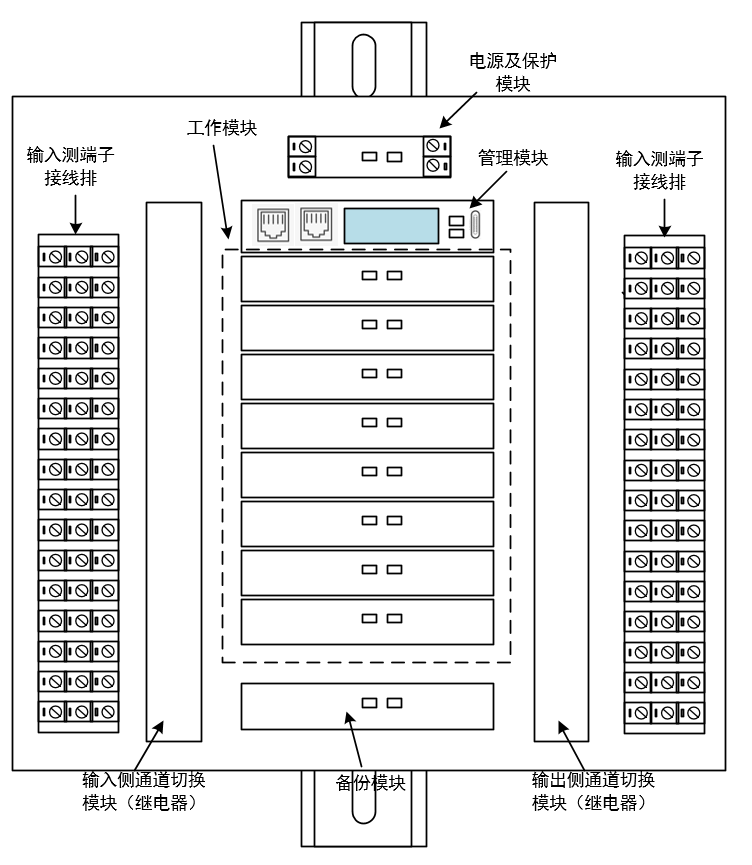 电源及保护
模块
工作模块
管理模块
输入测端子
接线排
输入测端子
接线排
输入侧通道切换
模块（继电器）
备份模块
输出侧通道切换
模块（继电器）